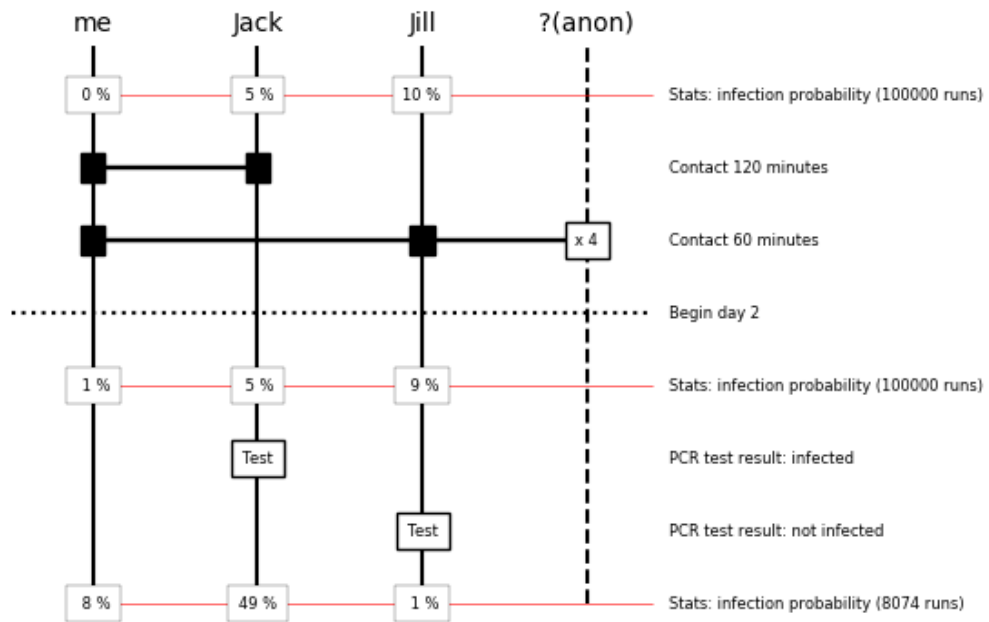 me Jack Jill ?(anon)
0 % 5 % 10 % Stats: infection probability (100000 runs)
Contact 120 minutes
x 4 Contact 60 minutes
Begin day 2
1 % 5 % 9 % Stats: infection probability (100000 runs)
Test PCR test result: infected
Test PCR test result: not infected
8 % 49 % 1 % Stats: infection probability (8074 runs)